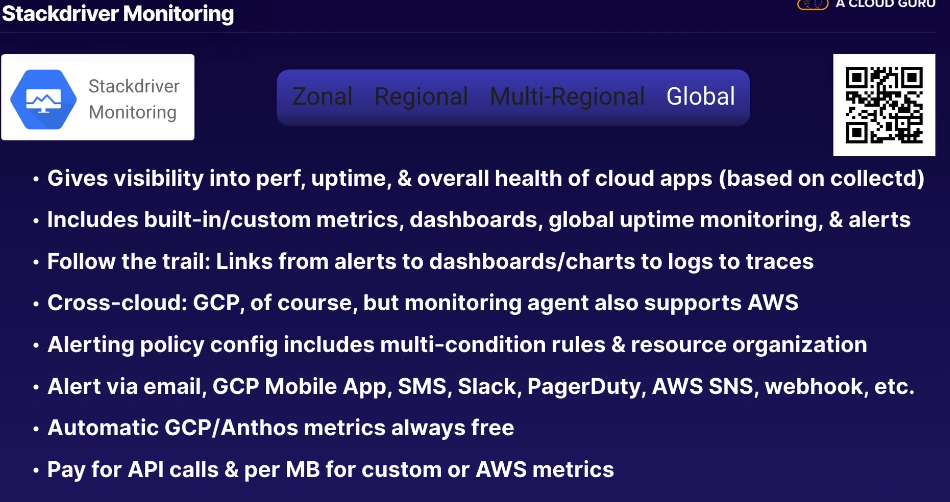 Stackdriver Monitoring
A CLOUD GURU
Stackdriver
Monitoring
Zonal Regional Multi-Regional Global
• Gives visibility into perf, uptime, & overall health of cloud apps (based on collectd)
• Includes built-in/custom metrics, dashboards, global uptime monitoring, & alerts
• Follow the trail: Links from alerts to dashboards/charts to logs to traces
• Cross-cloud: GCP, of course, but monitoring agent also supports AWS
• Alerting policy config includes multi-condition rules & resource organization
• Alert via email, GCP Mobile App, SMS, Slack, PagerDuty, AWS SNS, webhook, etc.
• Automatic GCP/Anthos metrics always free
• Pay for API calls & per MB for custom or AWS metrics